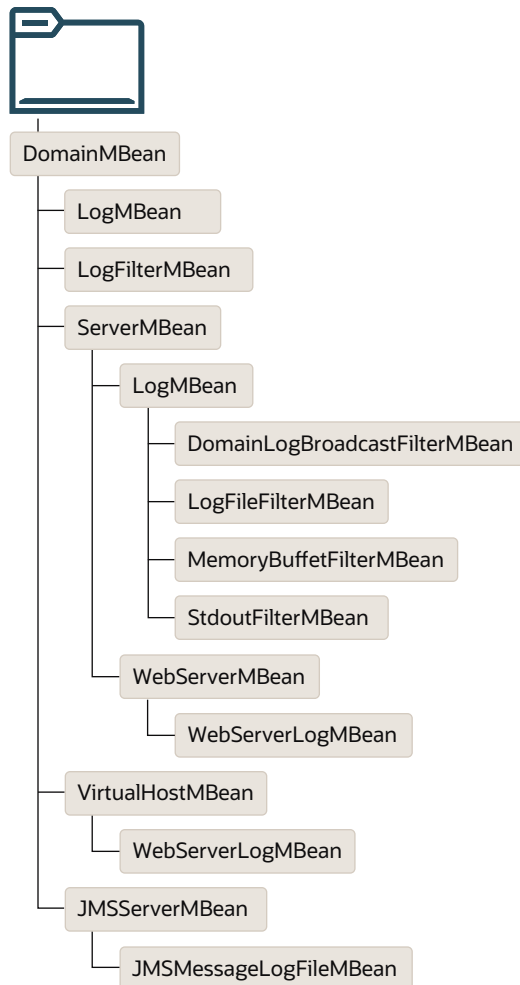 DomainMBean
LogMBean
LogFilterMBean
ServerMBean
LogMBean
DomainLogBroadcastFilterMBean
LogFileFilterMBean
MemoryBuffetFilterMBean
StdoutFilterMBean
WebServerMBean
WebServerLogMBean
VirtualHostMBean
WebServerLogMBean
JMSServerMBean
JMSMessageLogFileMBean